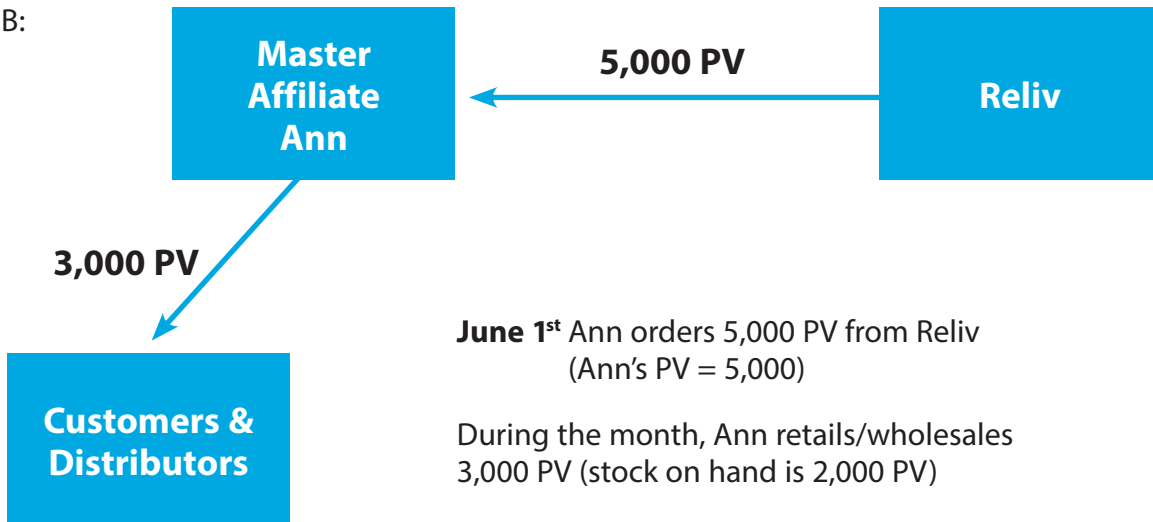 B:
Master
Affiliate
Ann
5,000 PV
Reliv
3,000 PV
Customers &
Distributors
June 1st Ann orders 5,000 PV from Reliv
(Ann’s PV = 5,000)
During the month, Ann retails/wholesales
3,000 PV (stock on hand is 2,000 PV)